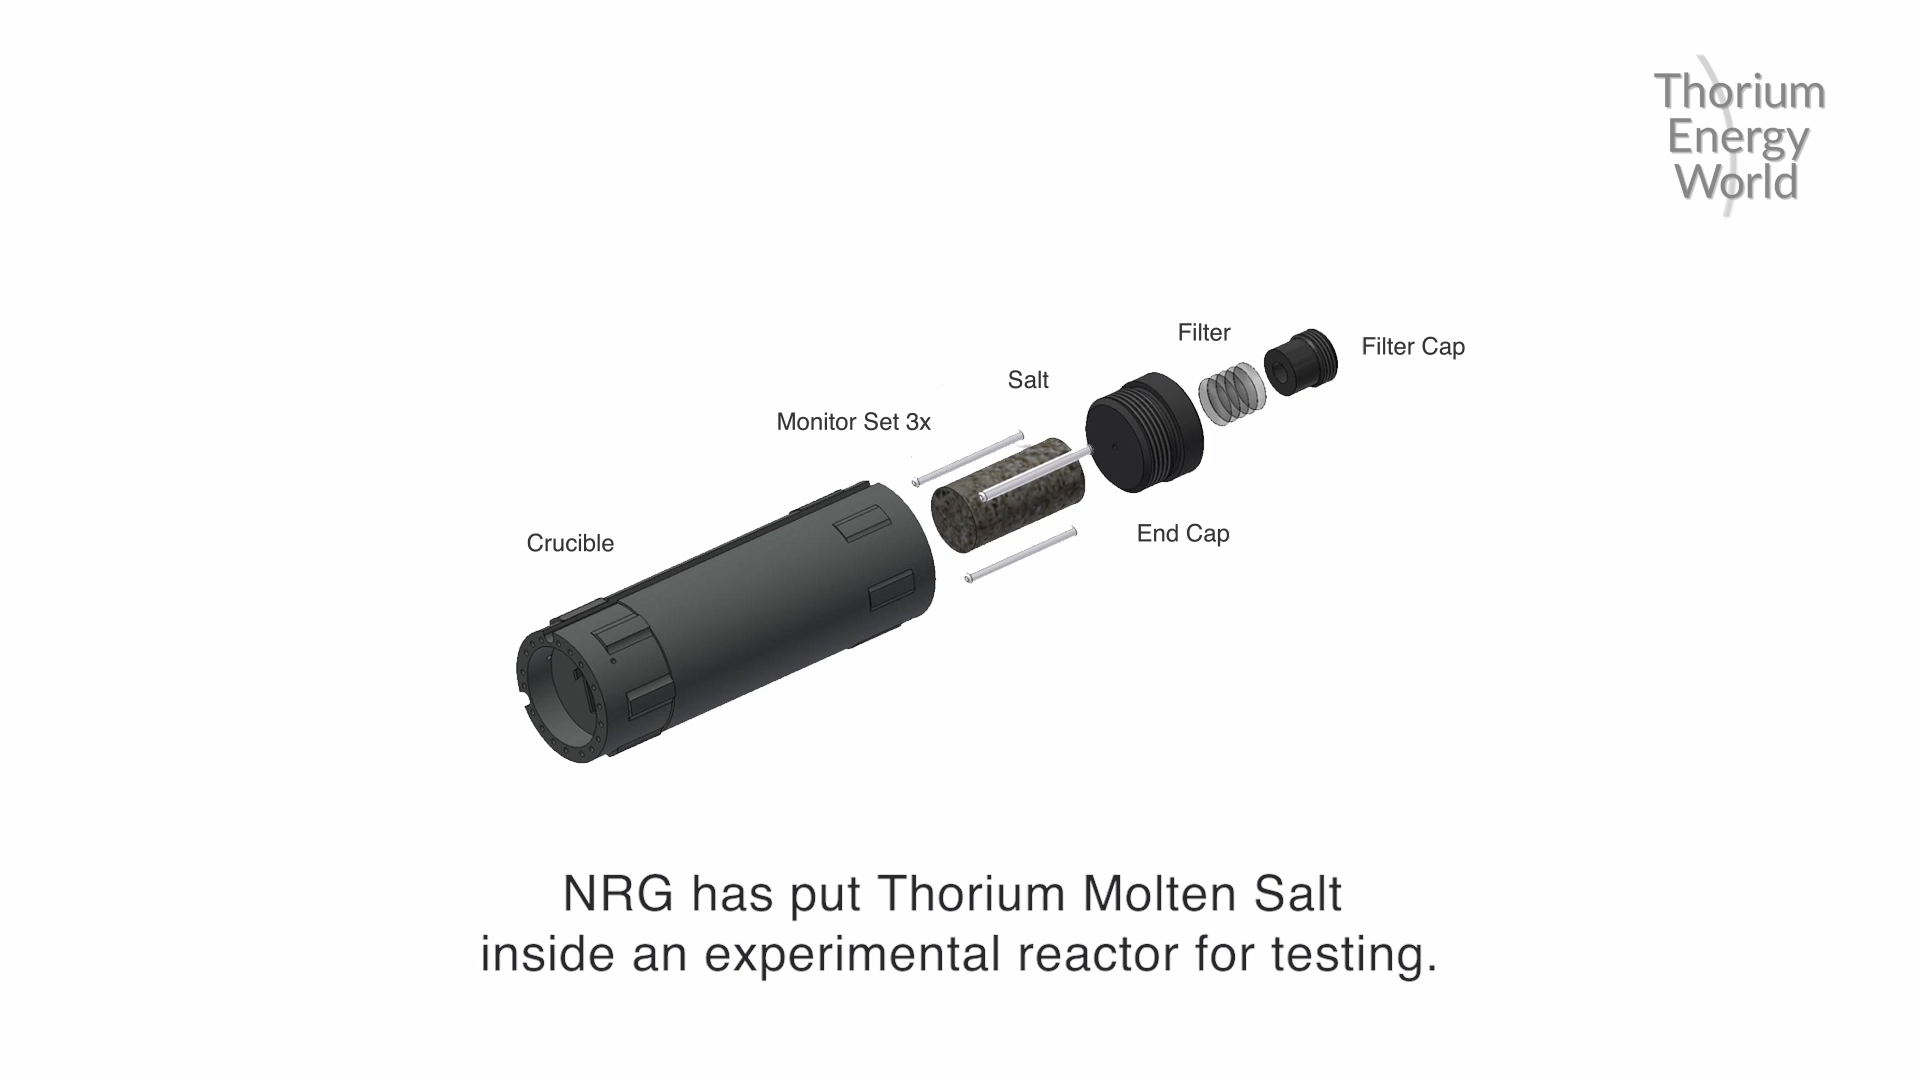 Thorium
Energy
World
Filter
Filter Cap
Salt
Monitor Set 3x
End Cap
Crucible
NRG has put Thorium Molten Salt
inside an experimental reactor for testing.